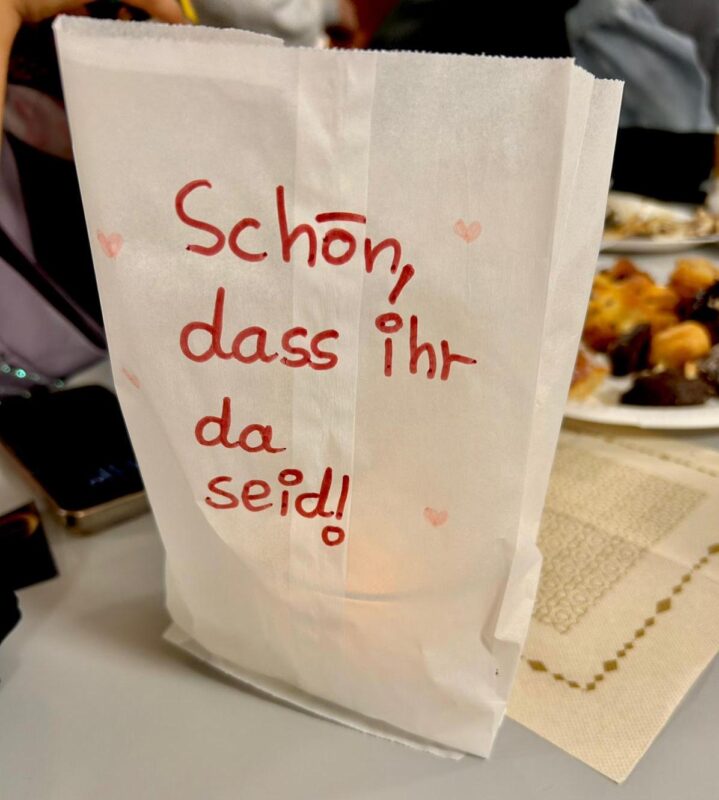 Schön,
dass ihr
da
seid!